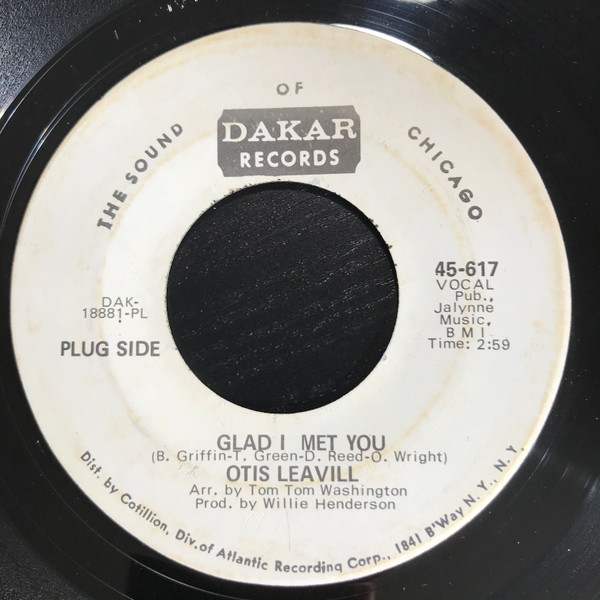 THE SOUND OF CHICAGO
DAKAR
RECORDS
45-617
VOCAL
Pub.,
Jalynne
Music,
B M I
Time: 2:59
DAK-
18881-PL
PLUG SIDE
GLAD I MET YOU
(B. Griffin-T. Green-D. Reed-O. Wright)
OTIS LEAVILL
Arr. by Tom Tom Washington
Prod. by Willie Henderson
Dist. by Cotillion, Div. of Atlantic Recording Corp., 1841 B'Way N. Y., N. Y.